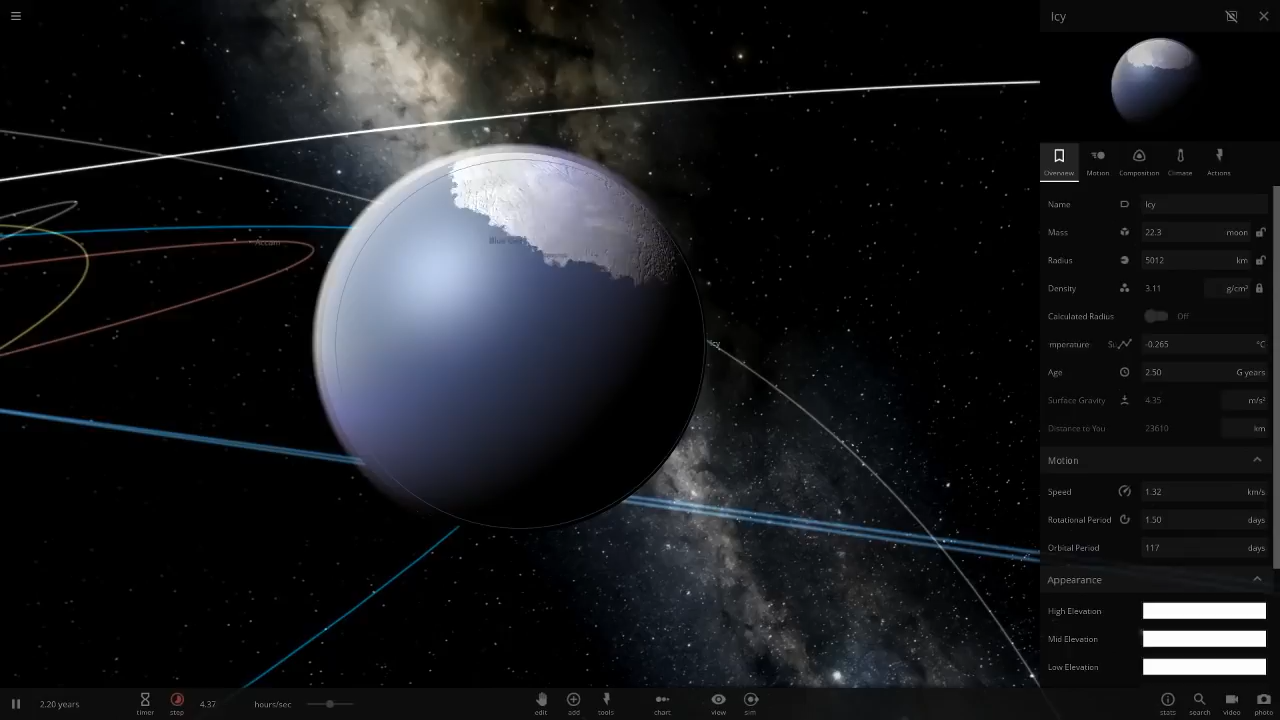 Icy
Overview Motion Composition Climate Actions
Name Icy
Mass 22.3 moon
Radius 5012 km
Density 3.11 g/cm³
Calculated Radius Off
mperature Su -0.265 °C
Age 2.50 G years
Surface Gravity 4.35 m/s²
Distance to You 23610 km
Motion
Speed 1.32 km/s
Rotational Period 1.50 days
Orbital Period 117 days
Appearance
High Elevation
Mid Elevation
Low Elevation
Icy
2.20 years
timer
step
4.37 hours/sec
edit add tools chart view sim
stats search video photo